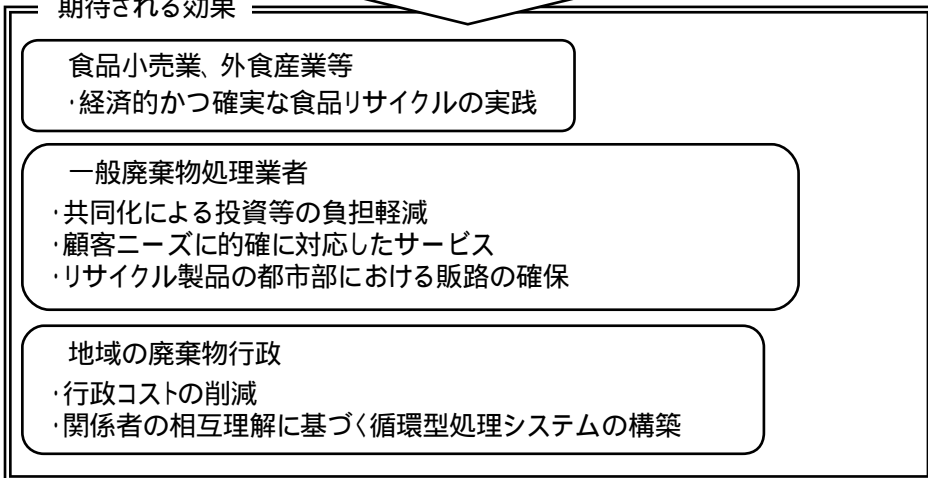 期待される効果
食品小売業、外食産業等
・経済的かつ確実な食品リサイクルの実践
一般廃棄物処理業者
・共同化による投資等の負担軽減
・顧客ニーズに的確に対応したサービス
・リサイクル製品の都市部における販路の確保
地域の廃棄物行政
・行政コストの削減
・関係者の相互理解に基づく循環型処理システムの構築